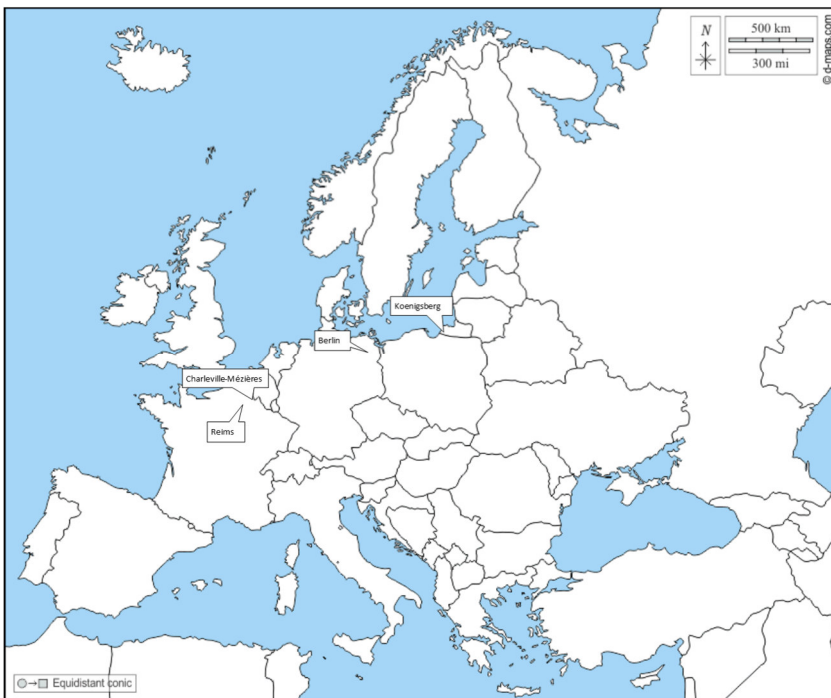 N
500 km
300 mi
© d-maps.com
Koenigsberg
Berlin
Charleville-Mézières
Reims
Equidistant conic